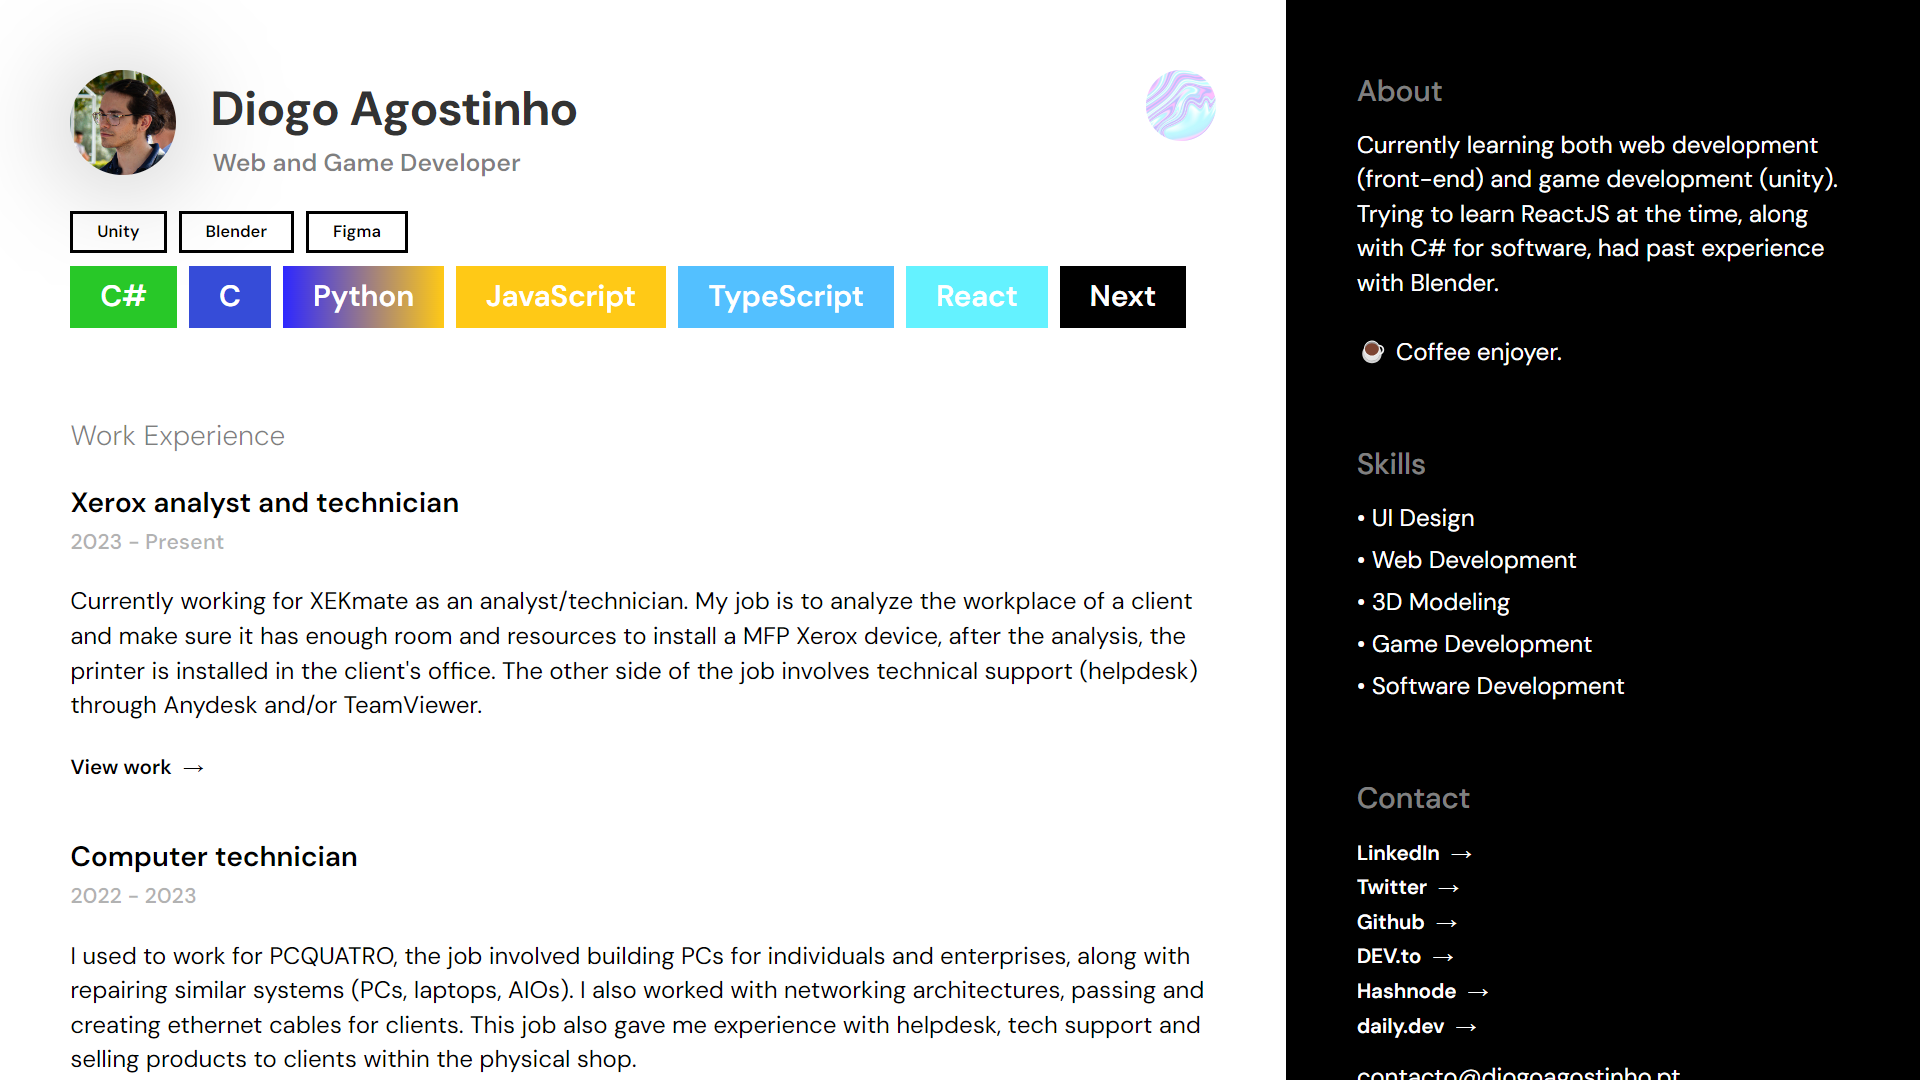 Diogo Agostinho
Web and Game Developer
Unity
Blender
Figma
C#
C
Python
JavaScript
TypeScript
React
Next
Work Experience
Xerox analyst and technician
2023 - Present
Currently working for XEKmate as an analyst/technician. My job is to analyze the workplace of a client
and make sure it has enough room and resources to install a MFP Xerox device, after the analysis, the
printer is installed in the client's office. The other side of the job involves technical support (helpdesk)
through Anydesk and/or TeamViewer.
View work →
Computer technician
2022 - 2023
I used to work for PCQUATRO, the job involved building PCs for individuals and enterprises, along with
repairing similar systems (PCs, laptops, AIOs). I also worked with networking architectures, passing and
creating ethernet cables for clients. This job also gave me experience with helpdesk, tech support and
selling products to clients within the physical shop.
About
Currently learning both web development
(front-end) and game development (unity).
Trying to learn ReactJS at the time, along
with C# for software, had past experience
with Blender.
☕ Coffee enjoyer.
Skills
• UI Design
• Web Development
• 3D Modeling
• Game Development
• Software Development
Contact
LinkedIn →
Twitter →
Github →
DEV.to →
Hashnode →
daily.dev →
contacto@diogoagostinho.pt